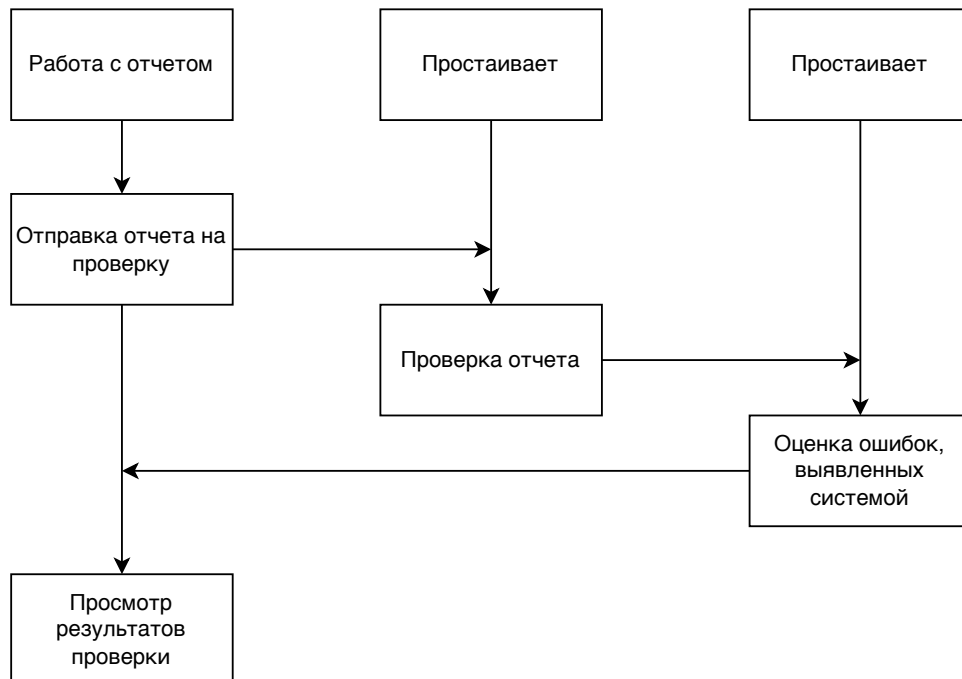 Работа с отчетом
Простаивает
Простаивает
Отправка отчета на
проверку
Проверка отчета
Оценка ошибок,
выявленных
системой
Просмотр
результатов
проверки